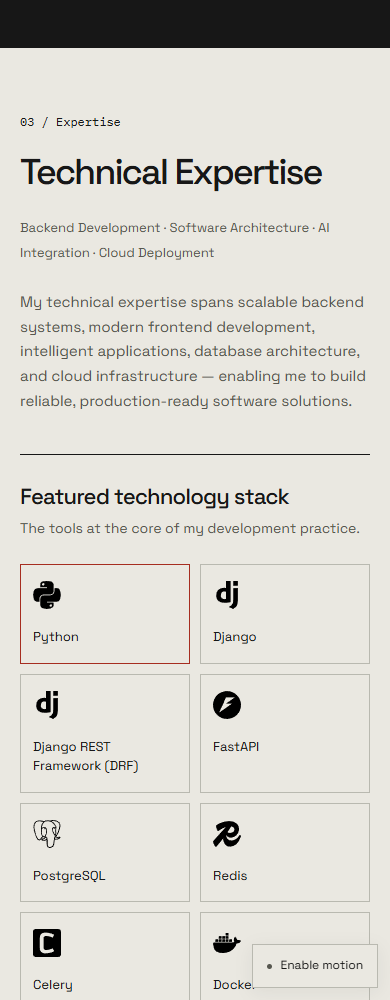 03 / Expertise
Technical Expertise
Backend Development · Software Architecture · AI
Integration · Cloud Deployment
My technical expertise spans scalable backend
systems, modern frontend development,
intelligent applications, database architecture,
and cloud infrastructure — enabling me to build
reliable, production-ready software solutions.
Featured technology stack
The tools at the core of my development practice.
Python
dj
Django
dj
Django REST
Framework (DRF)
FastAPI
PostgreSQL
Redis
C
Celery
Enable motion